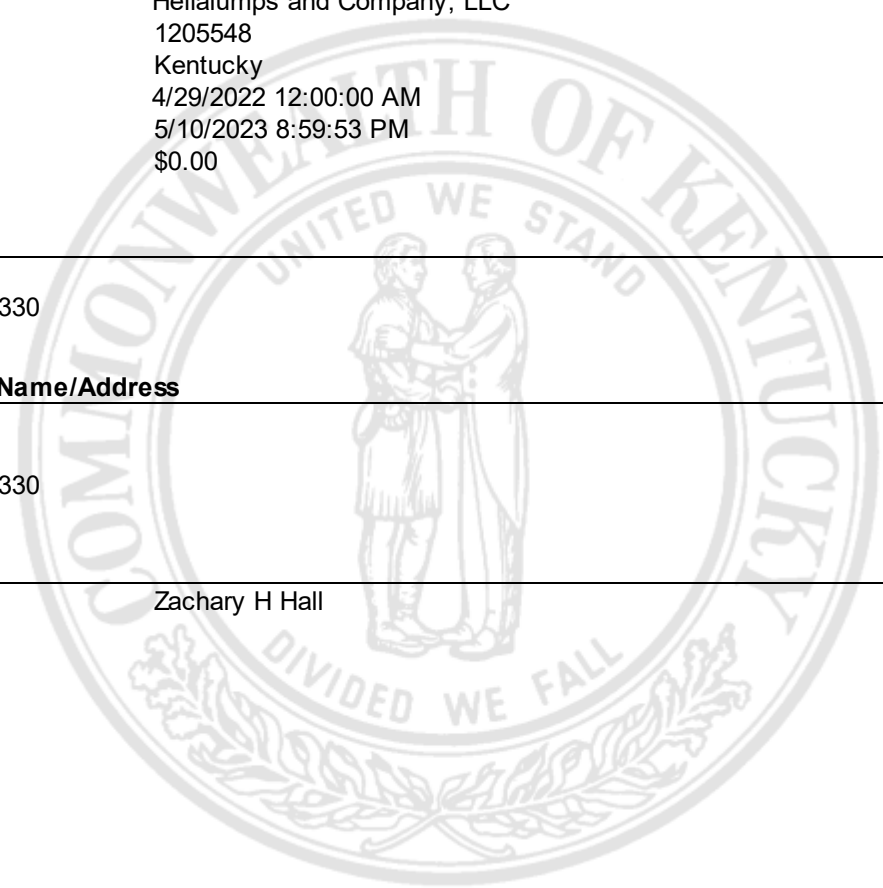 and Company, LLC
1205548
Kentucky
4/29/2022 12:00:00 AM
5/10/2023 8:59:53 PM
$0.00
COMMONWEALTH OF KENTUCKY
UNITED WE STAND
330
Name/Address
330
Zachary H Hall
DIVIDED WE FALL